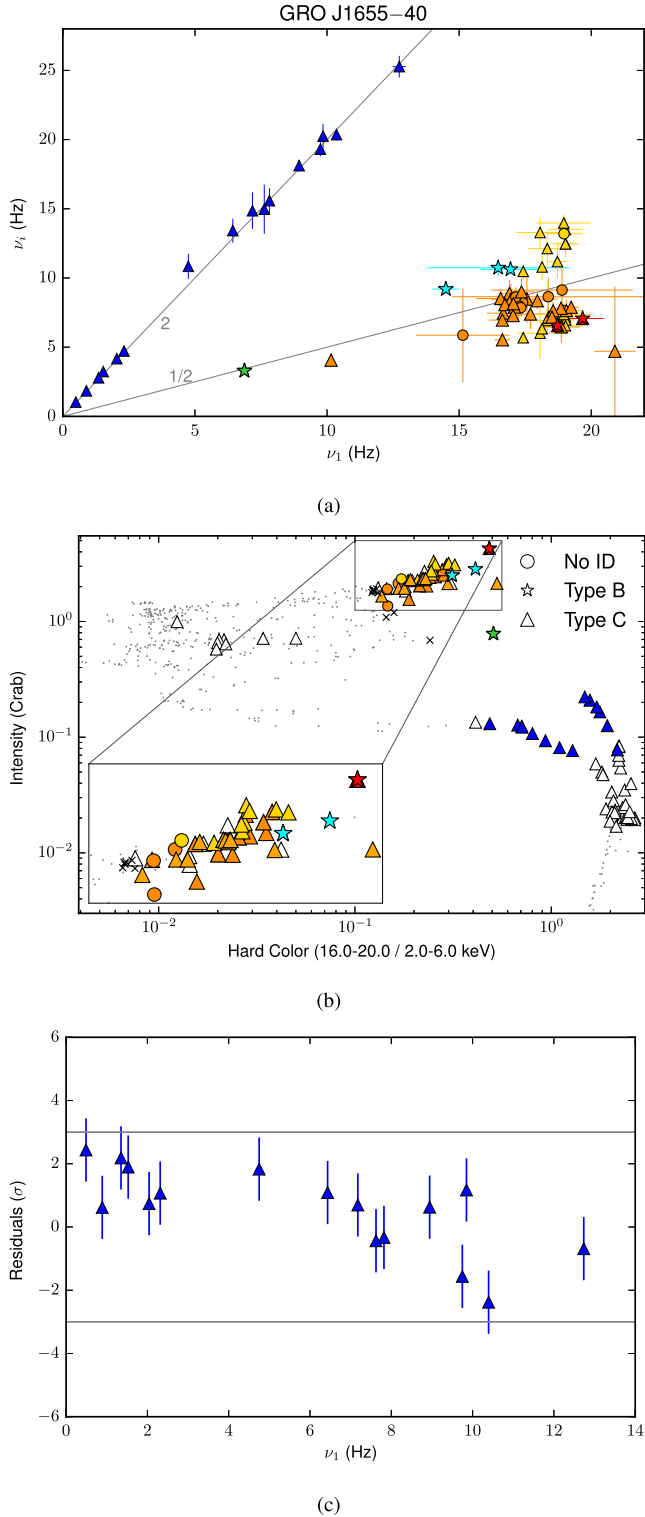 GRO J1655−40
25
20
15
10
5
0
νi (Hz)
2
1/2
0 5 10 15 20
ν1 (Hz)
(a)
No ID
Type B
Type C
10^0
10^−1
10^−2
Intensity (Crab)
10^−2 10^−1 10^0
Hard Color (16.0-20.0 / 2.0-6.0 keV)
(b)
6
4
2
0
−2
−4
−6
Residuals (σ)
0 2 4 6 8 10 12 14
ν1 (Hz)
(c)